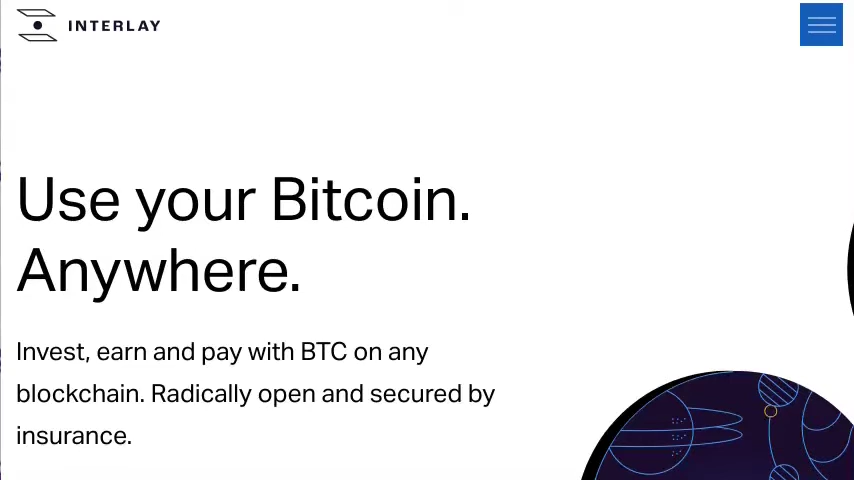 INTERLAY
Use your Bitcoin.
Anywhere.
Invest, earn and pay with BTC on any
blockchain. Radically open and secured by
insurance.